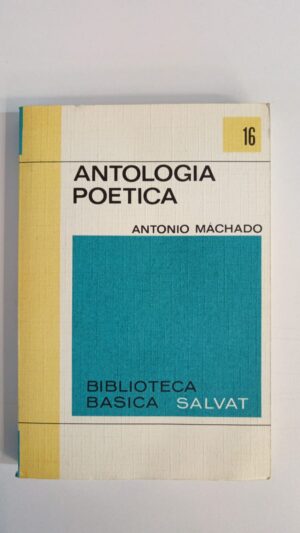 16
ANTOLOGIA
POETICA
ANTONIO MACHADO
BIBLIOTECA
BASICA SALVAT